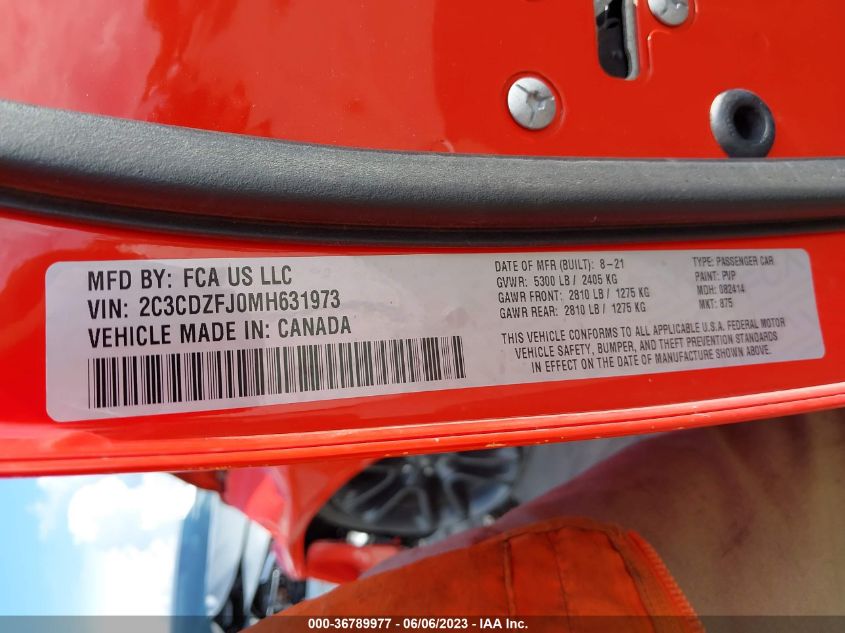 MFD BY: FCA US LLC
VIN: 2C3CDZFJ0MH631973
VEHICLE MADE IN: CANADA
DATE OF MFR (BUILT): 8-21
GVWR: 5300 LB / 2405 KG
GAWR FRONT: 2810 LB / 1275 KG
GAWR REAR: 2810 LB / 1275 KG
TYPE: PASSENGER CAR
PAINT: PVP
MDH: 082414
MKT: 875
THIS VEHICLE CONFORMS TO ALL APPLICABLE U.S.A. FEDERAL MOTOR
VEHICLE SAFETY, BUMPER, AND THEFT PREVENTION STANDARDS
IN EFFECT ON THE DATE OF MANUFACTURE SHOWN ABOVE.
000-36789977 - 06/06/2023 - IAA Inc.